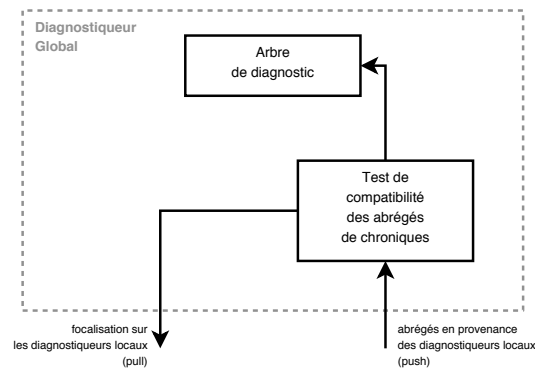 Diagnostiqueur
Global
Arbre
de diagnostic
Test de
compatibilité
des abrégés
de chroniques
focalisation sur
les diagnostiqueurs locaux
(pull)
abrégés en provenance
des diagnostiqueurs locaux
(push)